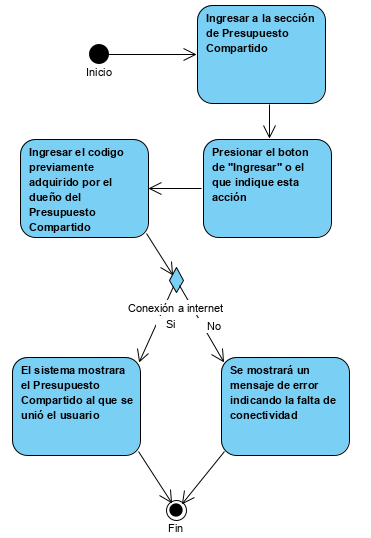 Ingresar a la sección
de Presupuesto
Compartido
Inicio
Presionar el boton
de "Ingresar" o el
que indique esta
acción
Ingresar el codigo
previamente
adquirido por el
dueño del
Presupuesto
Compartido
Conexión a internet
Si
No
El sistema mostrara
el Presupuesto
Compartido al que se
unió el usuario
Se mostrará un
mensaje de error
indicando la falta de
conectividad
Fin